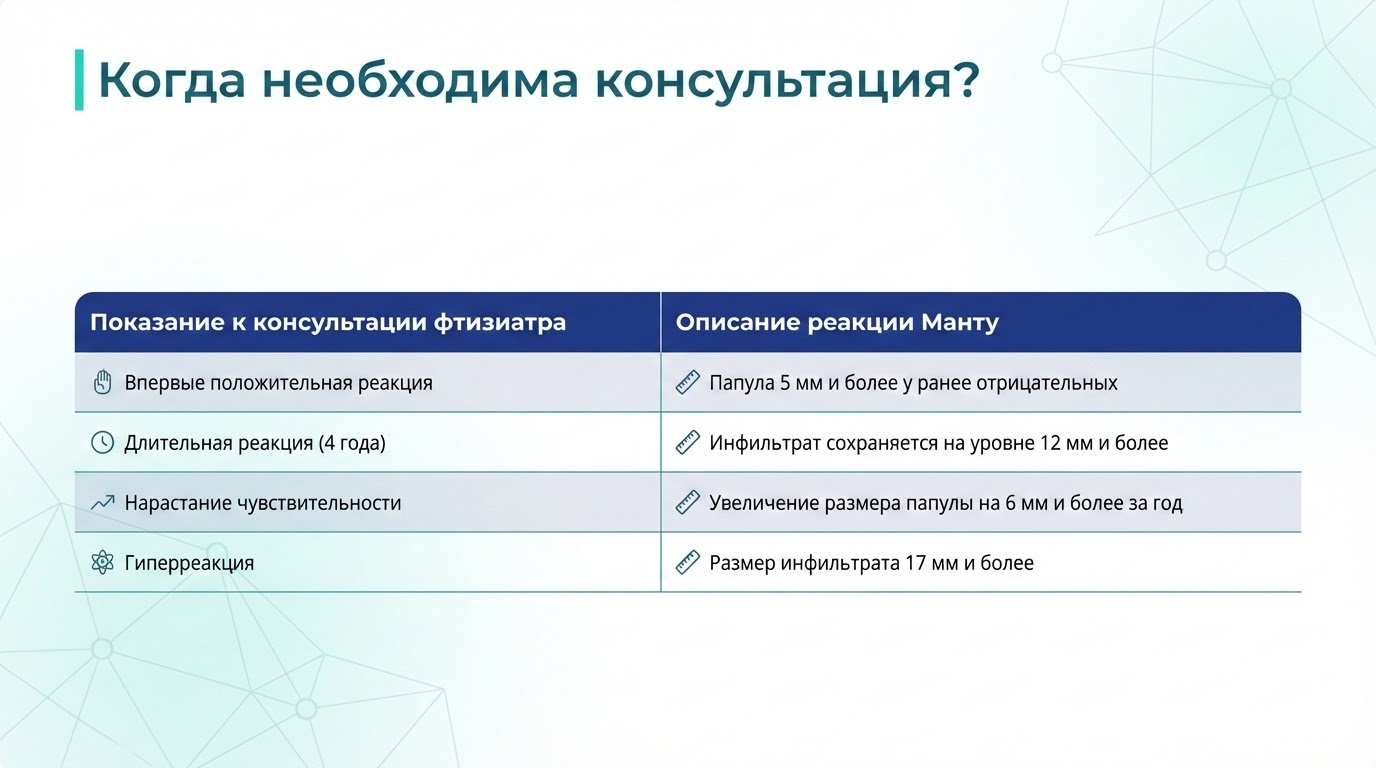 Когда необходима консультация?
Показание к консультации фтизиатра
Описание реакции Манту
Впервые положительная реакция
Папула 5 мм и более у ранее отрицательных
Длительная реакция (4 года)
Инфильтрат сохраняется на уровне 12 мм и более
Нарастание чувствительности
Увеличение размера папулы на 6 мм и более за год
Гиперреакция
Размер инфильтрата 17 мм и более